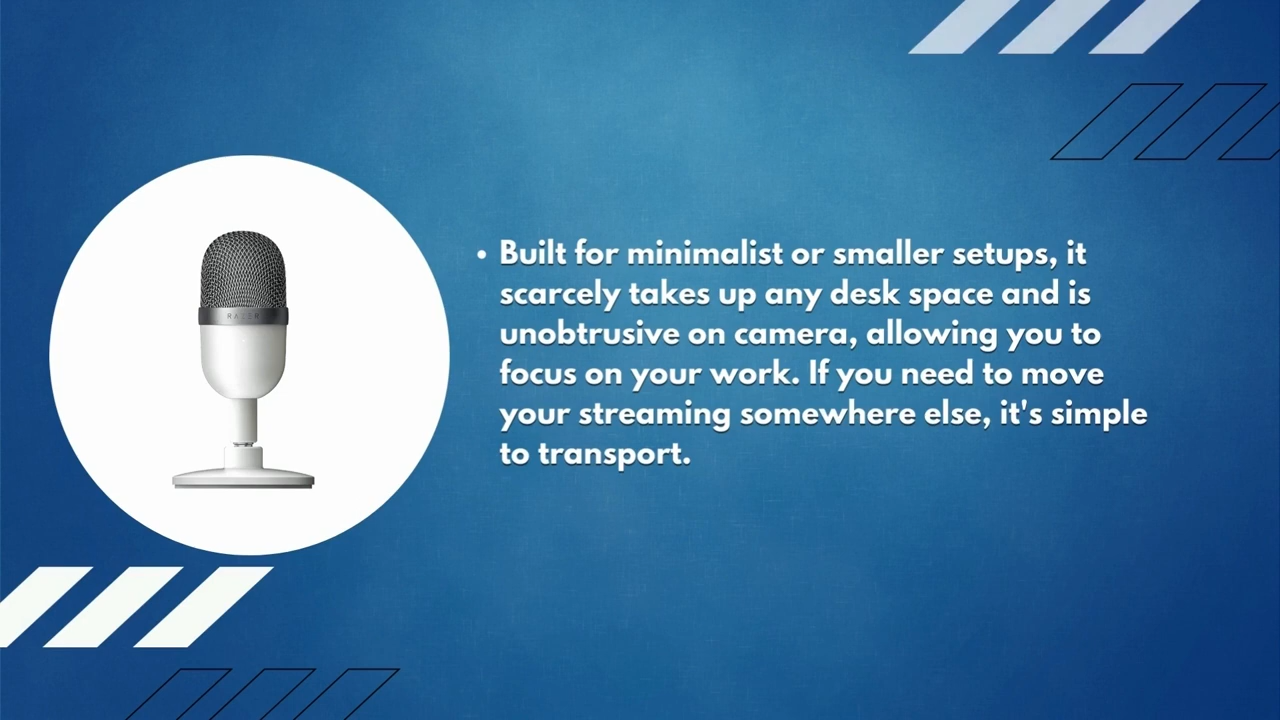 RAZER
• Built for minimalist or smaller setups, it
scarcely takes up any desk space and is
unobtrusive on camera, allowing you to
focus on your work. If you need to move
your streaming somewhere else, it's simple
to transport.